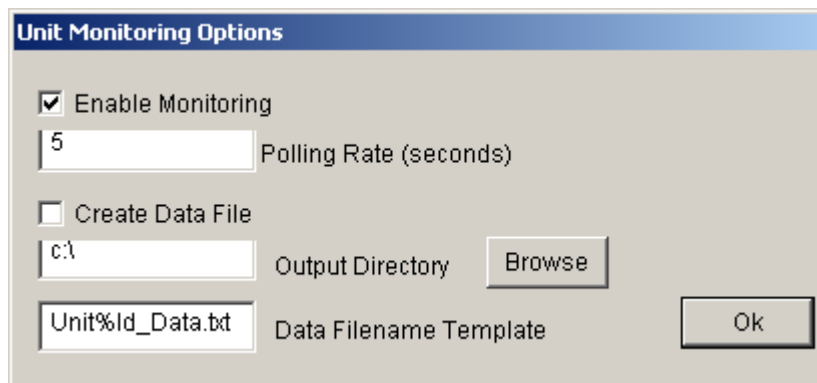 Unit Monitoring Options
Enable Monitoring
5 Polling Rate (seconds)
Create Data File
c:\ Output Directory Browse
Unit%ld_Data.txt Data Filename Template Ok